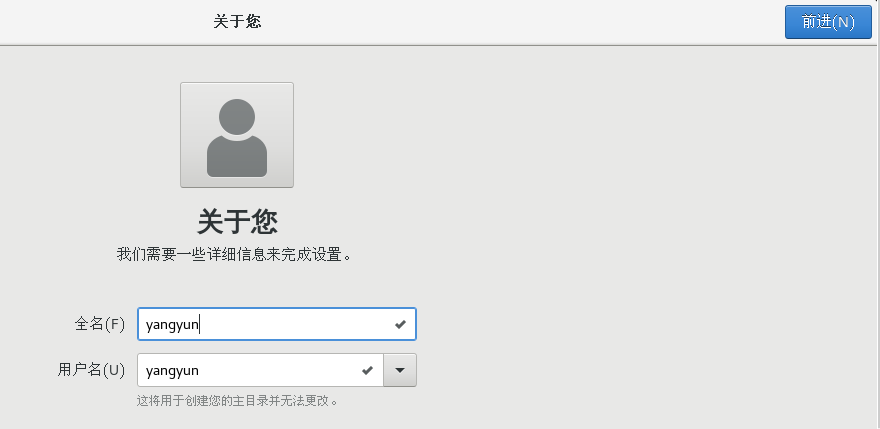 关于您
前进(N)
关于您
我们需要一些详细信息来完成设置。
全名(F)
yangyun
用户名(U)
yangyun
这将用于创建您的主目录并无法更改。